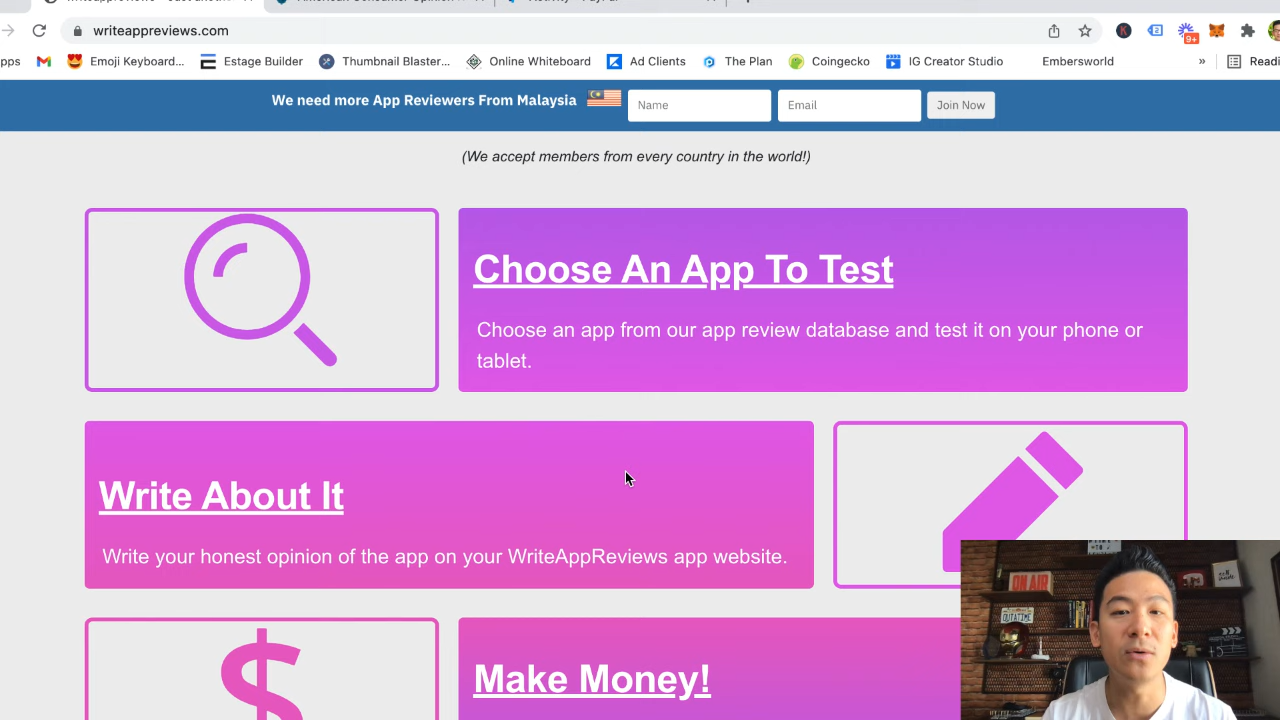 writeappreviews.com
9+
pps
Emoji Keyboard...
Estage Builder
Thumbnail Blaster...
Online Whiteboard
Ad Clients
The Plan
Coingecko
IG Creator Studio
Embersworld
»
Readi
We need more App Reviewers From Malaysia
Name
Email
Join Now
(We accept members from every country in the world!)
Choose An App To Test
Choose an app from our app review database and test it on your phone or
tablet.
Write About It
Write your honest opinion of the app on your WriteAppReviews app website.
$
Make Money!
ON AIR
OUTATIME